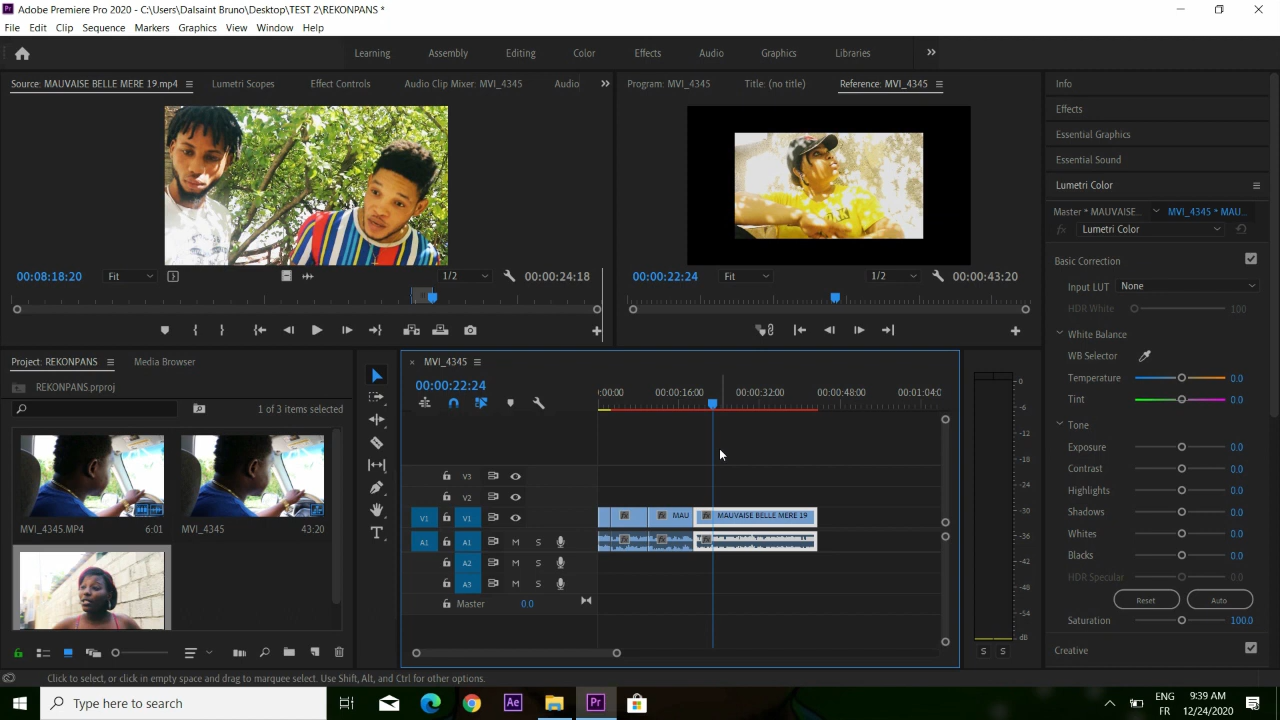 Adobe Premiere Pro 2020 - C:\Users\Dalsaint Bruno\Desktop\TEST 2\REKONPANS *
File Edit Clip Sequence Markers Graphics View Window Help
Learning Assembly Editing Color Effects Audio Graphics Libraries
Source: MAUVAISE BELLE MERE 19 mp4 Lumetri Scopes Effect Controls Audio Clip Mixer: MVI_4345 Audio
Program: MVI_4345 Title: (no title) Reference: MVI_4345
00:08:18:20 Fit 1/2 00:00:24:18
00:00:22:24 Fit 1/2 00:00:43:20
Info
Effects
Essential Graphics
Essential Sound
Lumetri Color
Master * MAUVAISE... MVI_4345 * MAU...
fx Lumetri Color
Basic Correction
Input LUT None
HDR White 100
White Balance
WB Selector
Temperature 0.0
Tint 0.0
Tone
Exposure 0.0
Contrast 0.0
Highlights 0.0
Shadows 0.0
Whites 0.0
Blacks 0.0
HDR Specular 0.0
Reset Auto
Saturation 100.0
Creative
Project: REKONPANS Media Browser
REKONPANS.prproj
1 of 3 items selected
MVI_4345.MP4 6:01 MVI_4345 43:20
MVI_4345
00:00:22:24
:00:00 00:00:16:00 00:00:32:00 00:00:48:00 00:01:04:0
V3
V2
V1 V1 MAU MAUVAISE BELLE MERE 19
A1 A1 M S
A2 M S
A3 M S
Master 0.0
0
-6
-12
-18
-24
-30
-36
-42
-48
-54
dB
S S
Click to select, or click in empty space and drag to marquee select. Use Shift, Alt, and Ctrl for other options.
Type here to search
Ae Pr
ENG 9:39 AM
FR 12/24/2020